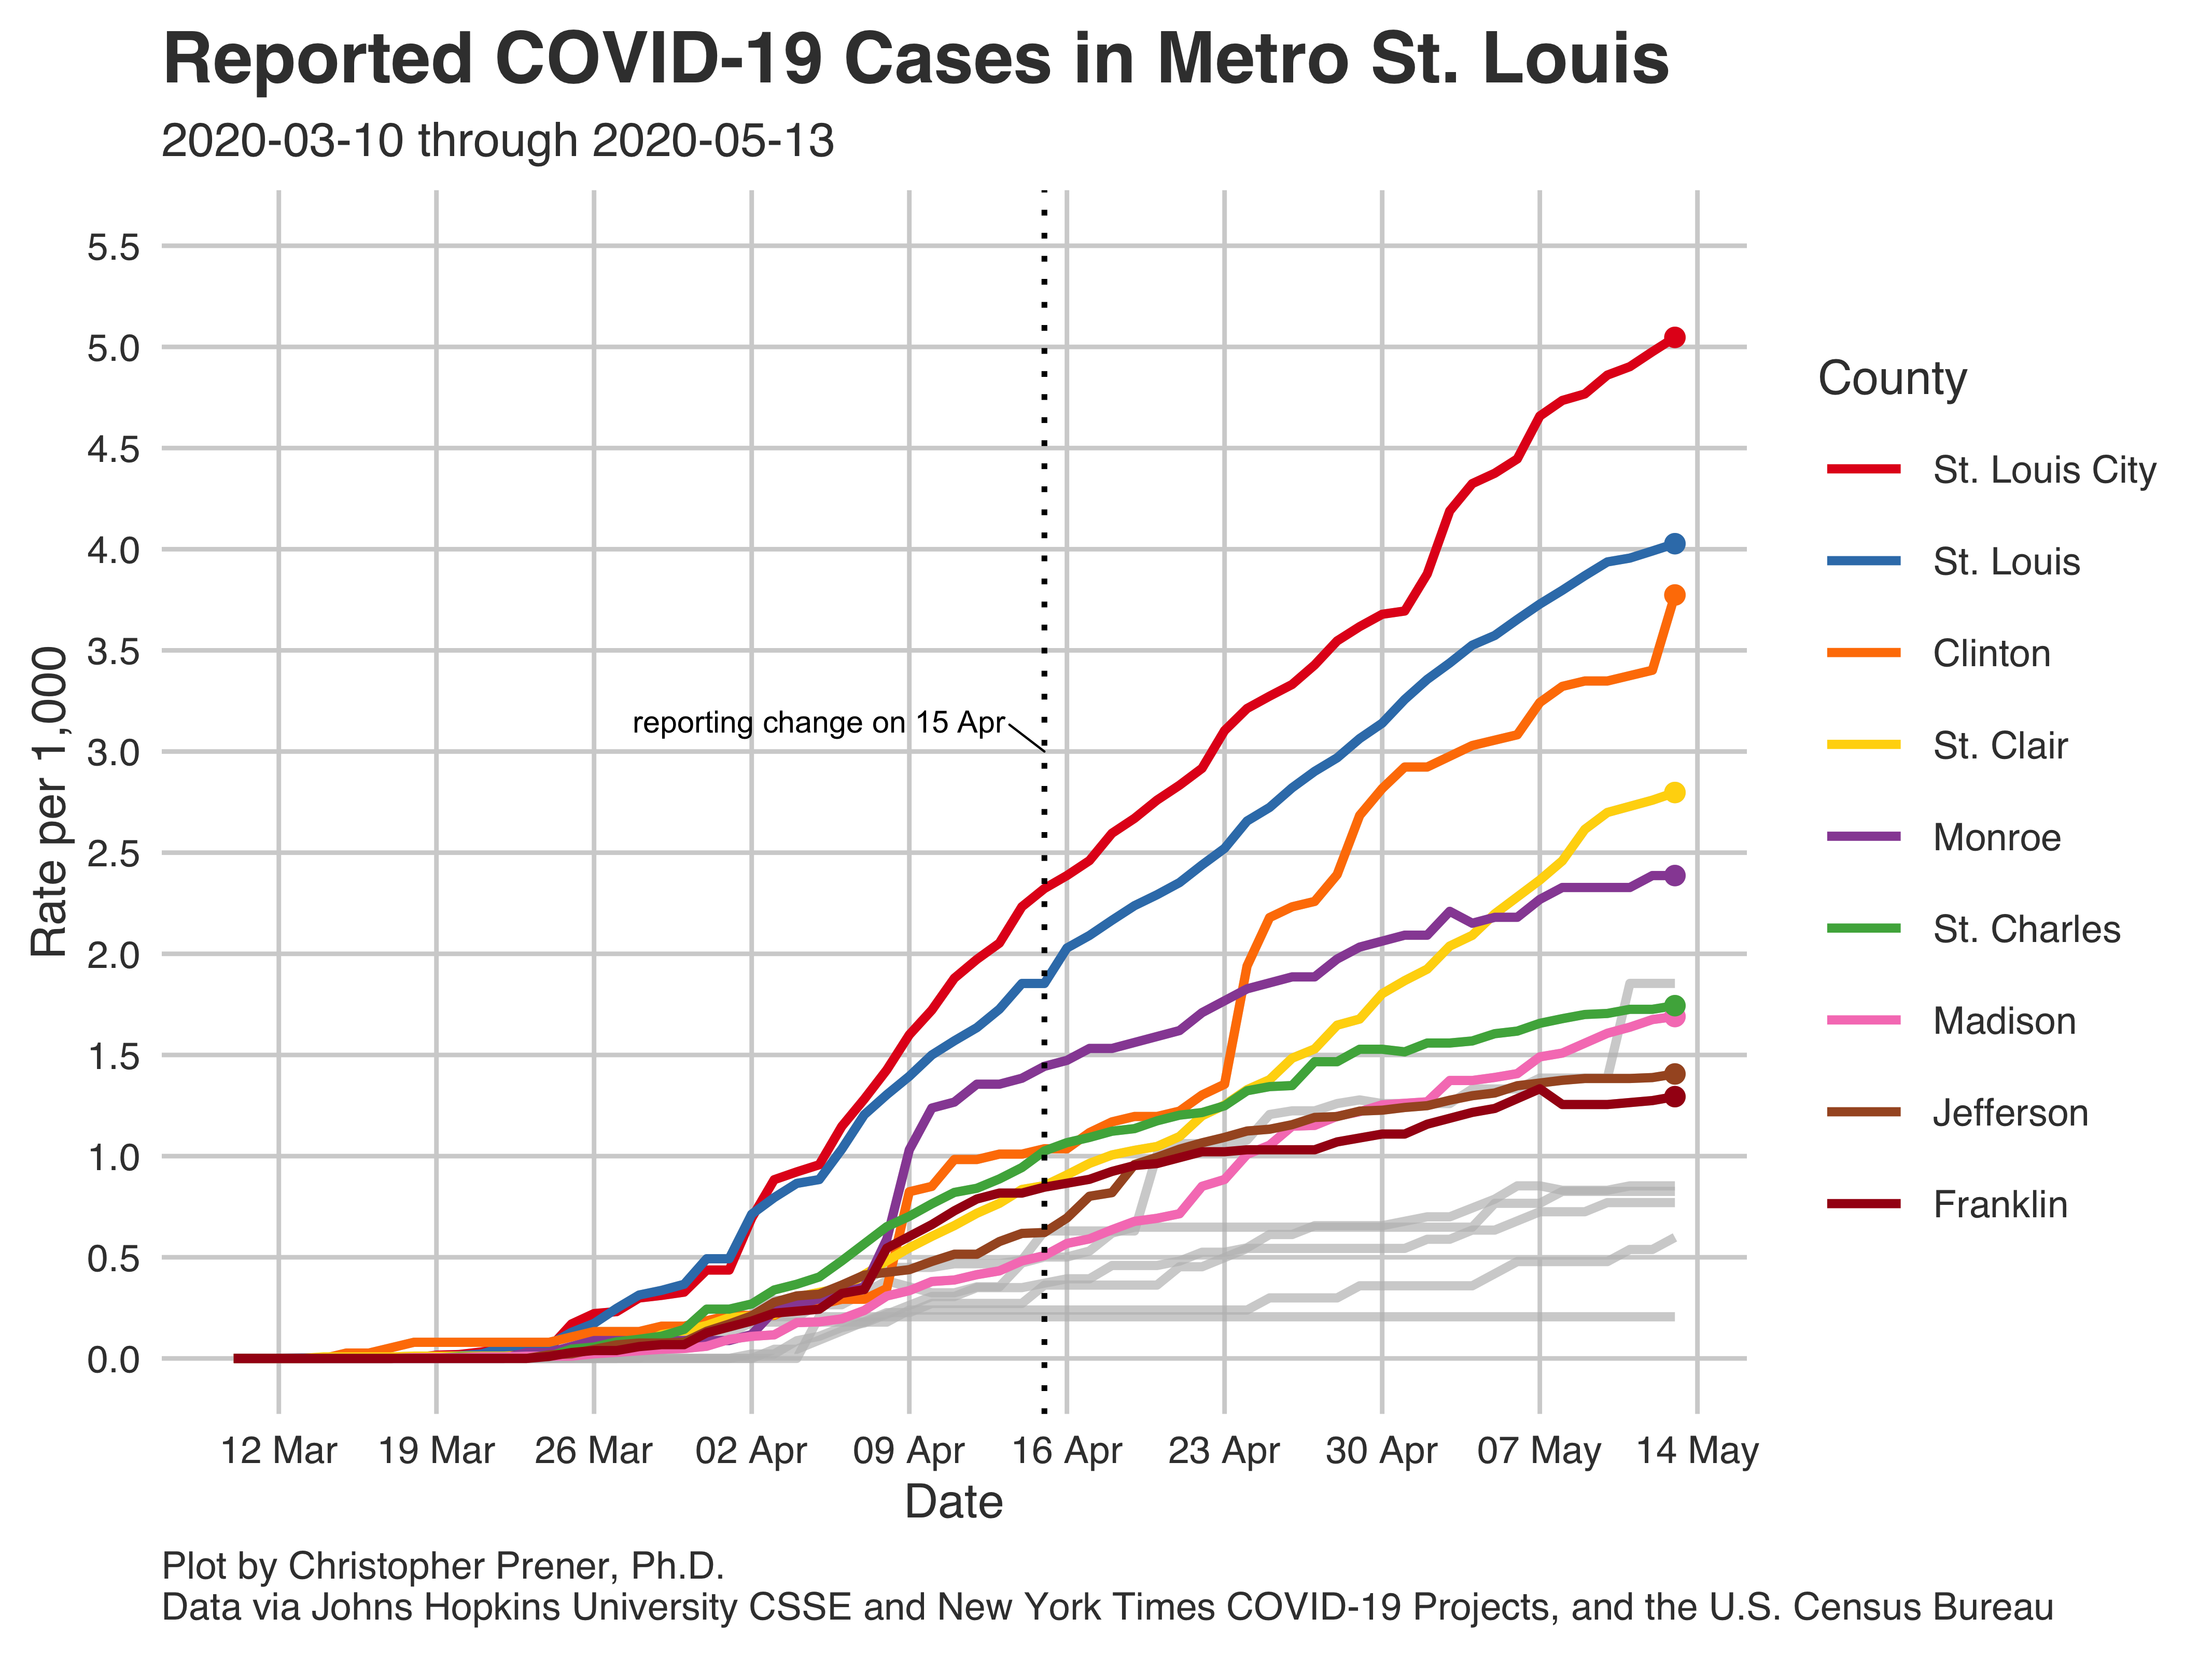 Reported COVID-19 Cases in Metro St. Louis
2020-03-10 through 2020-05-13
Rate per 1,000
5.5
5.0
4.5
4.0
3.5
3.0
2.5
2.0
1.5
1.0
0.5
0.0
reporting change on 15 Apr
12 Mar
19 Mar
26 Mar
02 Apr
09 Apr
16 Apr
23 Apr
30 Apr
07 May
14 May
Date
County
St. Louis City
St. Louis
Clinton
St. Clair
Monroe
St. Charles
Madison
Jefferson
Franklin
Plot by Christopher Prener, Ph.D.
Data via Johns Hopkins University CSSE and New York Times COVID-19 Projects, and the U.S. Census Bureau